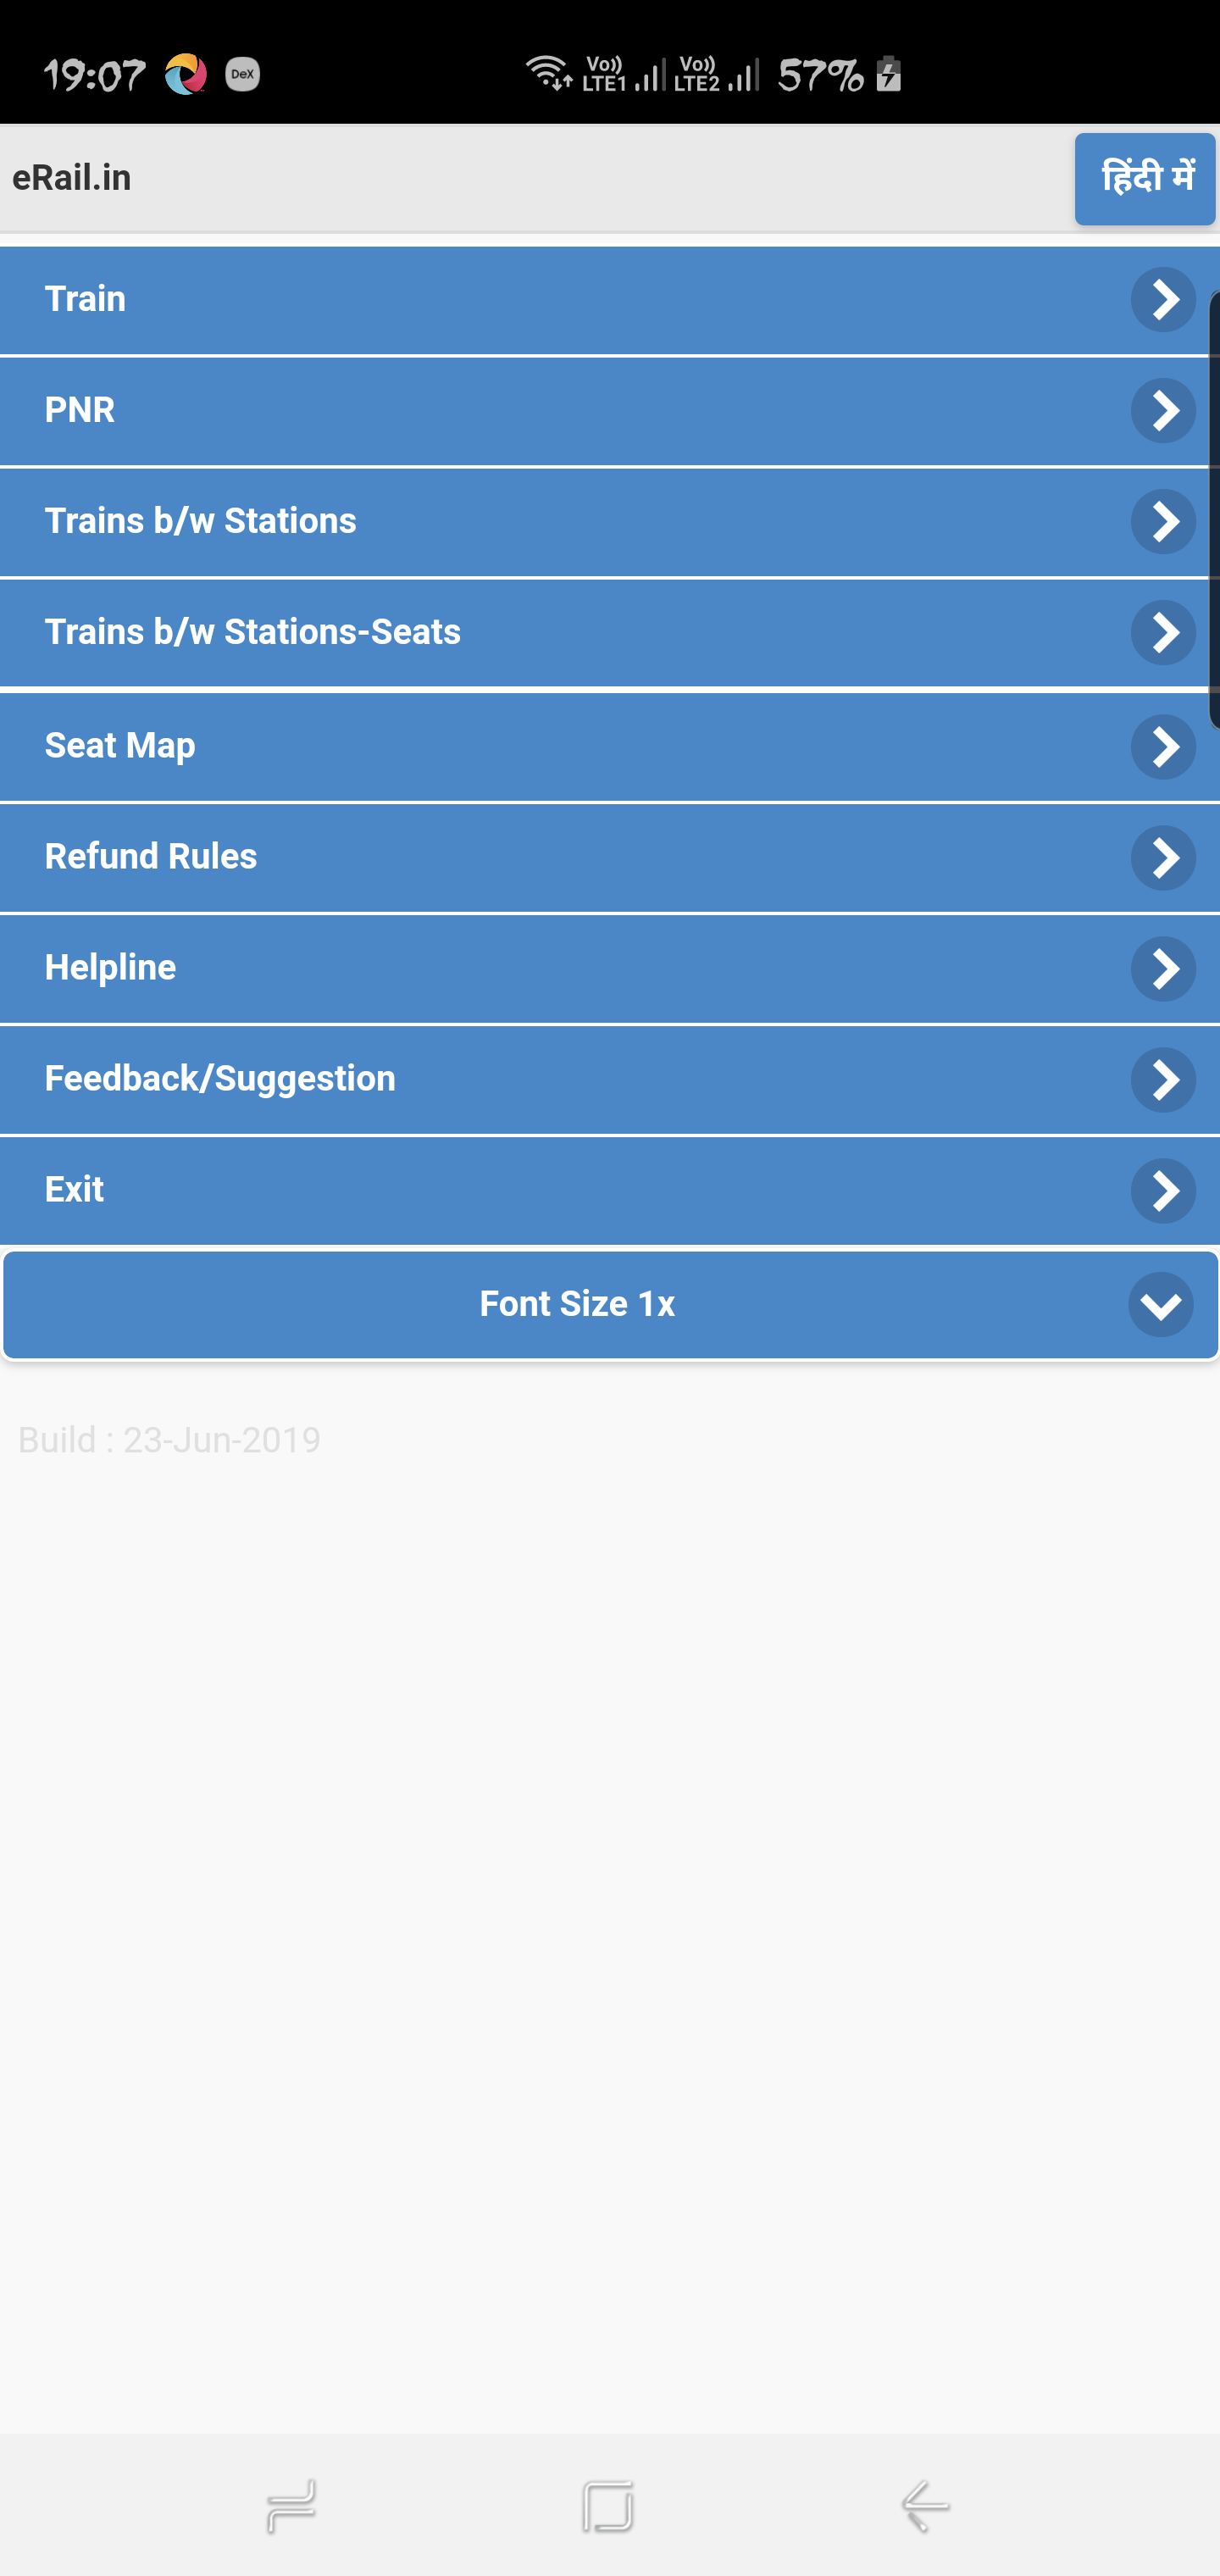 19:07 DeX Vo)) LTE1 Vo)) LTE2 57%
eRail.in हिंदी में
Train
PNR
Trains b/w Stations
Trains b/w Stations-Seats
Seat Map
Refund Rules
Helpline
Feedback/Suggestion
Exit
Font Size 1x
Build : 23-Jun-2019